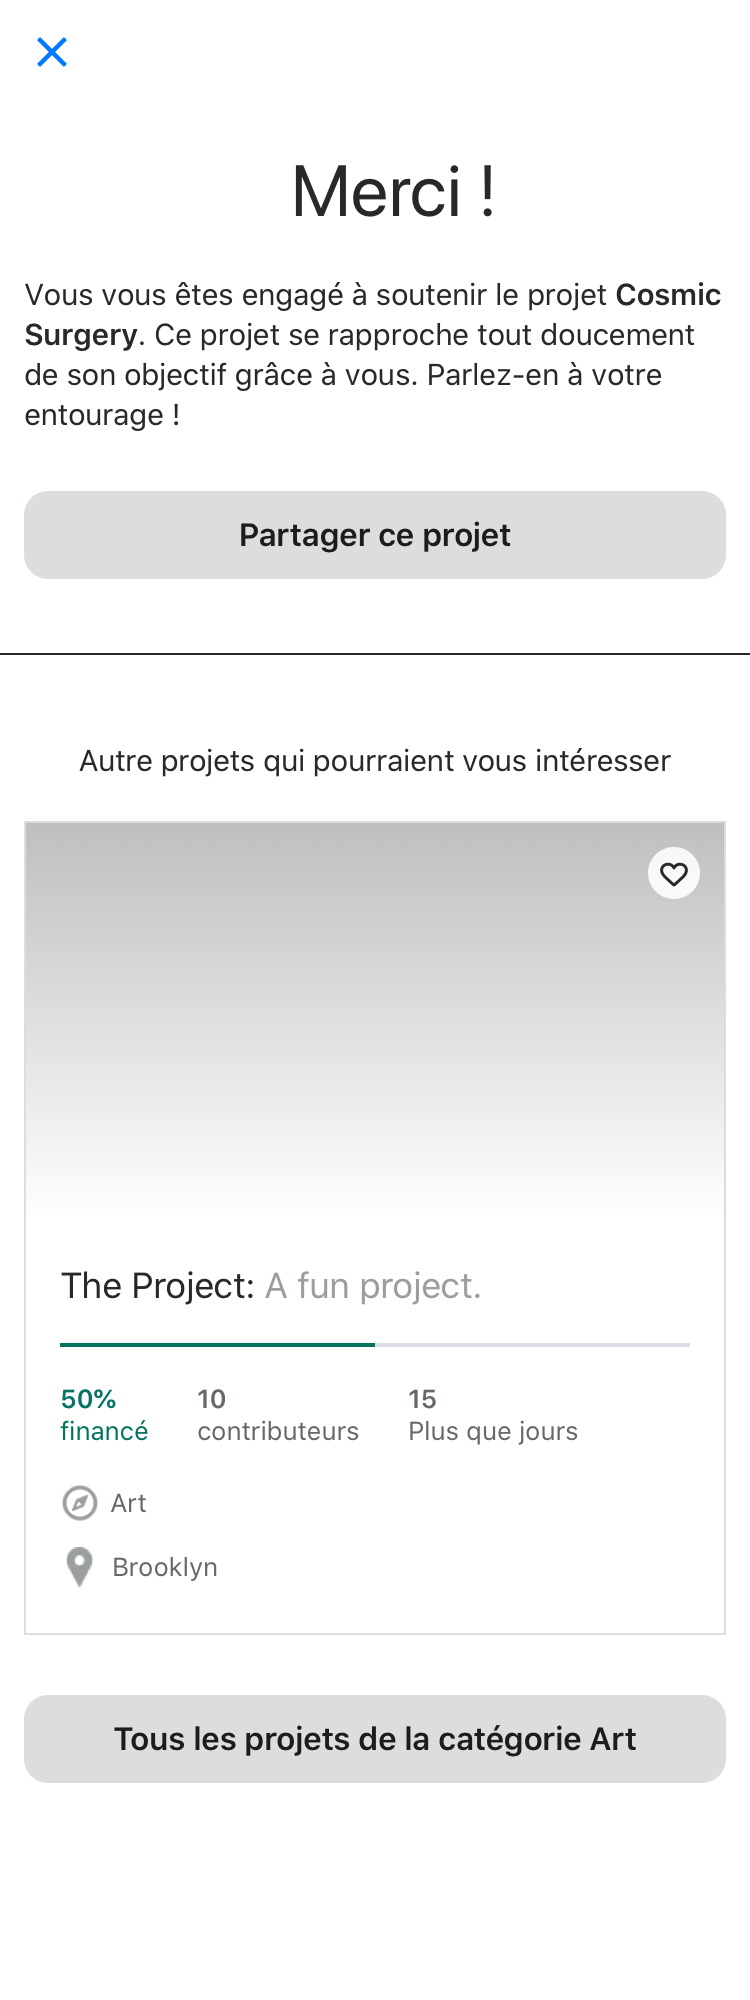 Merci !
Vous vous êtes engagé à soutenir le projet Cosmic
Surgery. Ce projet se rapproche tout doucement
de son objectif grâce à vous. Parlez-en à votre
entourage !
Partager ce projet
Autre projets qui pourraient vous intéresser
The Project: A fun project.
50% 10 15
financé contributeurs Plus que jours
Art
Brooklyn
Tous les projets de la catégorie Art